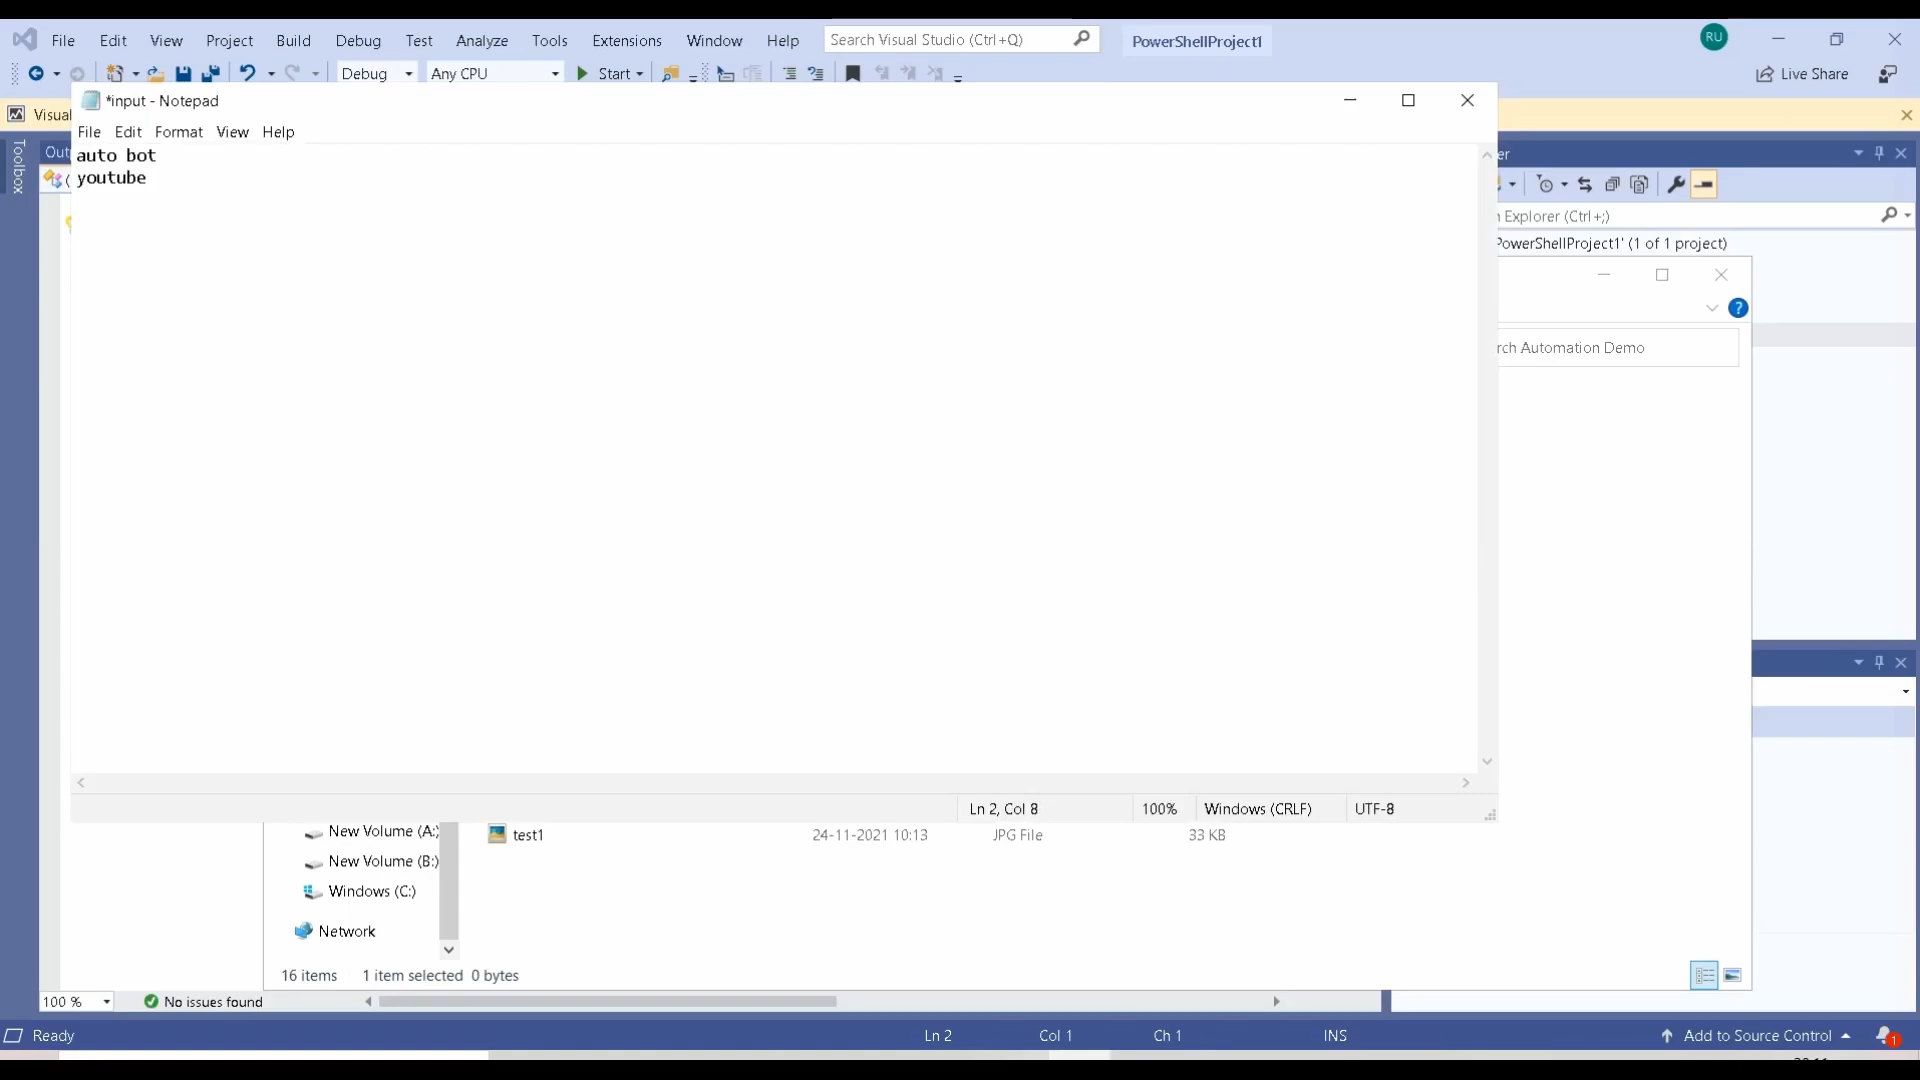 File Edit View Project Build Debug Test Analyze Tools Extensions Window Help Search Visual Studio (Ctrl+Q) PowerShellProject1 RU
Debug Any CPU Start Live Share
*input - Notepad
Visual
File Edit Format View Help
Toolbox
auto bot
youtube
Explorer (Ctrl+;)
PowerShellProject1' (1 of 1 project)
Automation Demo
Ln 2, Col 8 100% Windows (CRLF) UTF-8
New Volume (A:) test1 24-11-2021 10:13 JPG File 33 KB
New Volume (B:)
Windows (C:)
Network
16 items 1 item selected 0 bytes
100 % No issues found
Ready Ln 2 Col 1 Ch 1 INS Add to Source Control 1